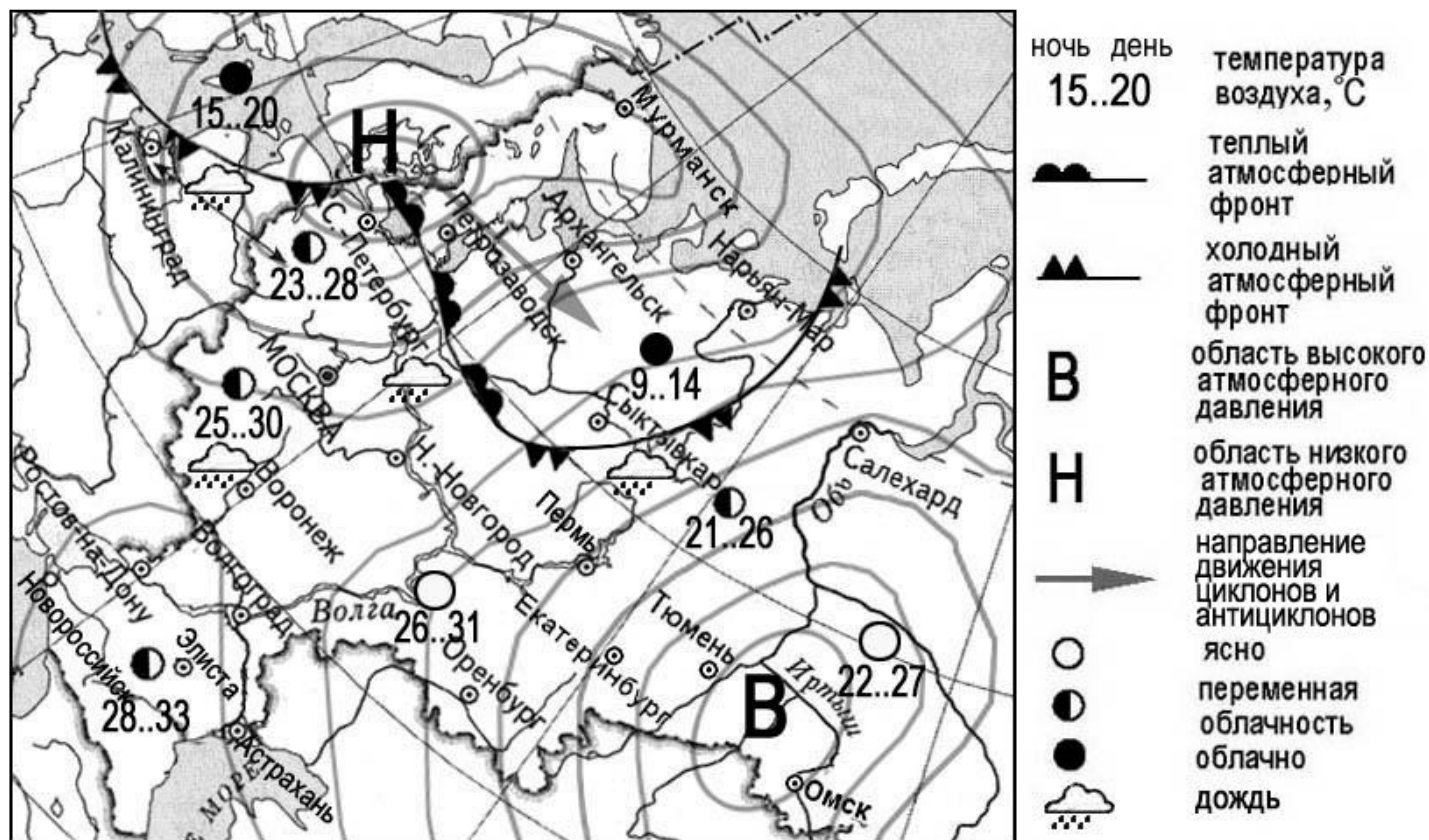 15..20
Н
Мурманск
Калининград
С.-Петербург
Петрозаводск
Архангельск
Нарьян-Мар
23..28
МОСКВА
9..14
25..30
Сыктывкар
Салехард
Обь
Воронеж
Н.-Новгород
Пермь
21..26
Ростов-на-Дону
Волгоград
Новороссийск
Волга
26..31
Екатеринбург
Тюмень
Элиста
Оренбург
Иртыш
22..27
28..33
В
Астрахань
МОРЕ
Омск
ночь день
15..20
температура
воздуха,°С
теплый
атмосферный
фронт
холодный
атмосферный
фронт
В
область высокого
атмосферного
давления
Н
область низкого
атмосферного
давления
направление
движения
циклонов и
антициклонов
ясно
переменная
облачность
облачно
дождь